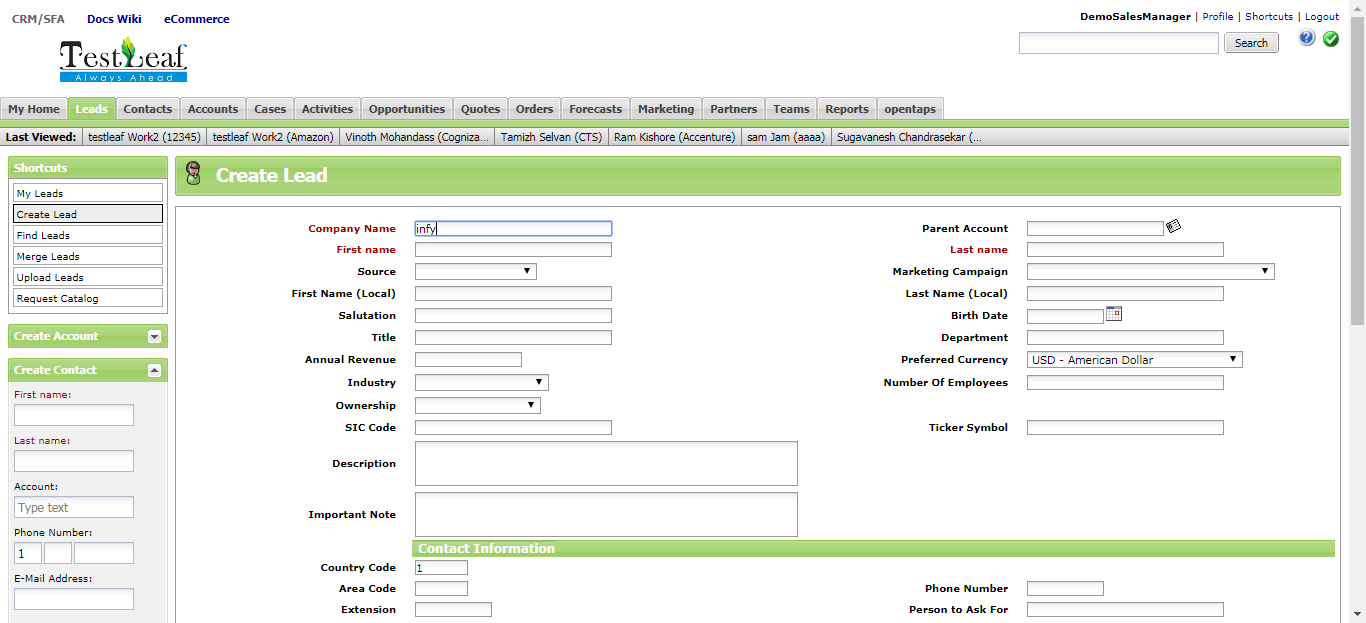 CRM/SFA Docs Wiki eCommerce
DemoSalesManager | Profile | Shortcuts | Logout
TestLeaf
Always Ahead
Search
My Home Leads Contacts Accounts Cases Activities Opportunities Quotes Orders Forecasts Marketing Partners Teams Reports opentaps
Last Viewed: testleaf Work2 (12345) testleaf Work2 (Amazon) Vinoth Mohandass (Cogniza... Tamizh Selvan (CTS) Ram Kishore (Accenture) sam Jam (aaaa) Sugavanesh Chandrasekar (...
Shortcuts
My Leads
Create Lead
Find Leads
Merge Leads
Upload Leads
Request Catalog
Create Account
Create Contact
First name:
Last name:
Account:
Type text
Phone Number:
1
E-Mail Address:
Create Lead
Company Name infy Parent Account
First name Last name
Source Marketing Campaign
First Name (Local) Last Name (Local)
Salutation Birth Date
Title Department
Annual Revenue Preferred Currency USD - American Dollar
Industry Number Of Employees
Ownership
SIC Code Ticker Symbol
Description
Important Note
Contact Information
Country Code 1
Area Code Phone Number
Extension Person to Ask For